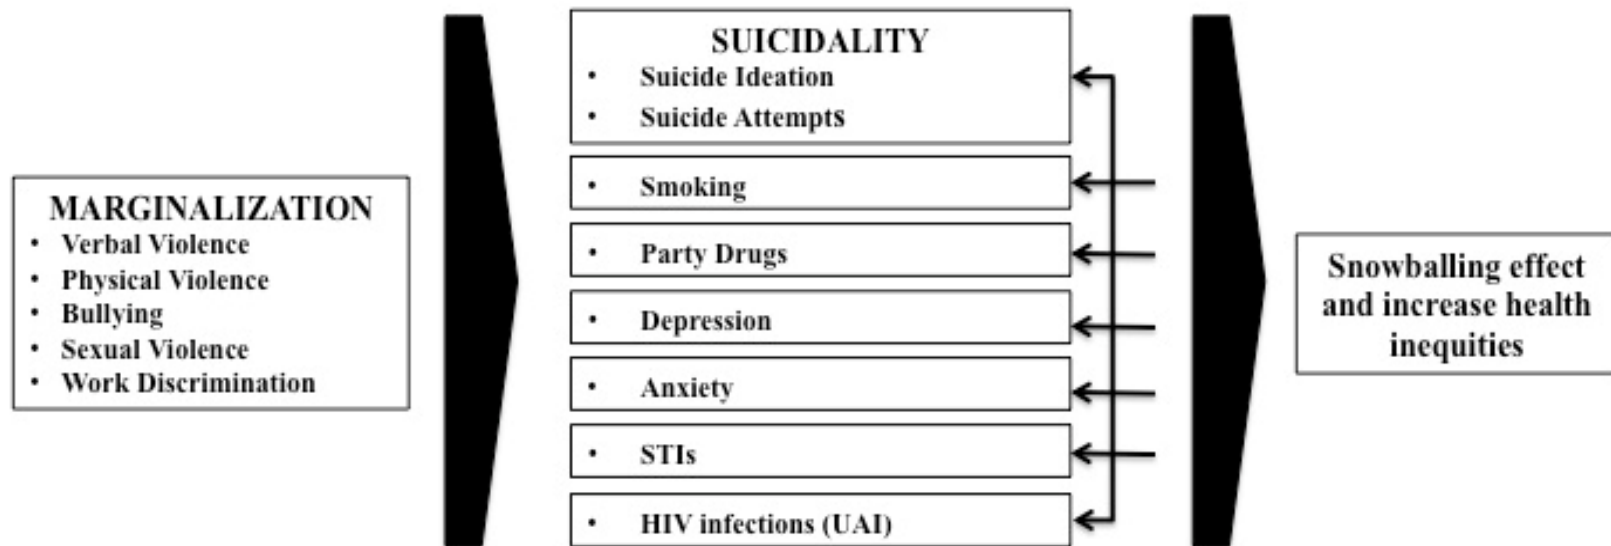 MARGINALIZATION
• Verbal Violence
• Physical Violence
• Bullying
• Sexual Violence
• Work Discrimination
SUICIDALITY
• Suicide Ideation
• Suicide Attempts
• Smoking
• Party Drugs
• Depression
• Anxiety
• STIs
• HIV infections (UAI)
Snowballing effect
and increase health
inequities